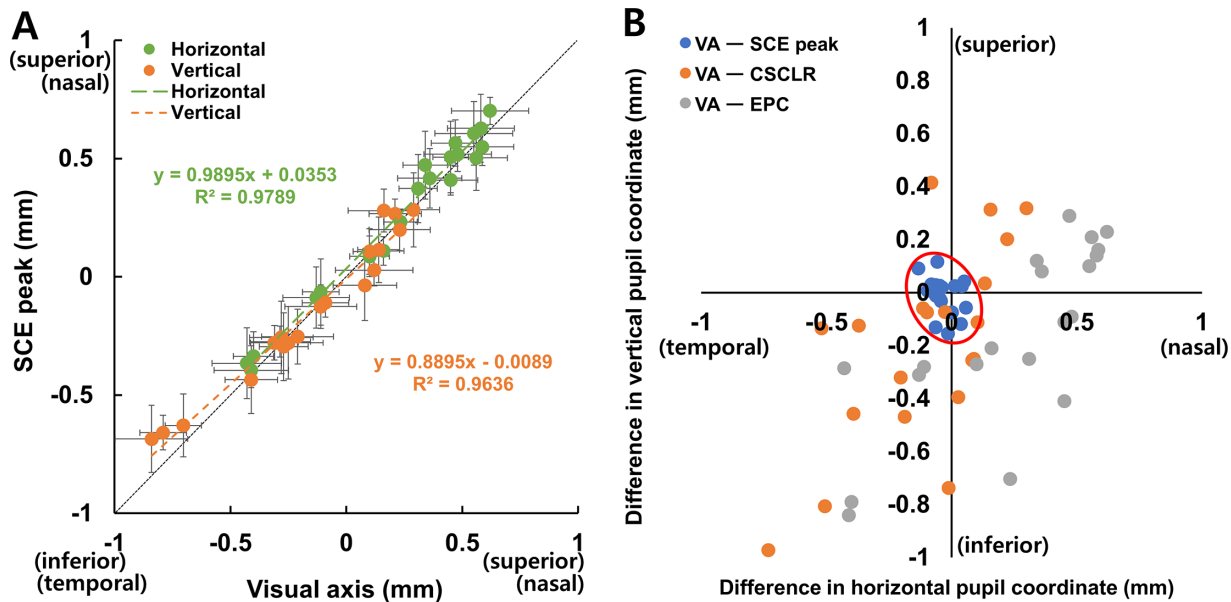 A
SCE peak (mm)
(superior)
(nasal)
1
0.5
0
-0.5
-1
Horizontal
Vertical
Horizontal
Vertical
y = 0.9895x + 0.0353
R² = 0.9789
y = 0.8895x - 0.0089
R² = 0.9636
-1
-0.5
0
0.5
1
(inferior)
(temporal)
(superior)
(nasal)
Visual axis (mm)
B
Difference in vertical pupil coordinate (mm)
VA — SCE peak
VA — CSCLR
VA — EPC
1
(superior)
0.8
0.6
0.4
0.2
0
-0.2
-0.4
-0.6
-0.8
-1
(inferior)
-1
-0.5
0
0.5
1
(temporal)
(nasal)
Difference in horizontal pupil coordinate (mm)